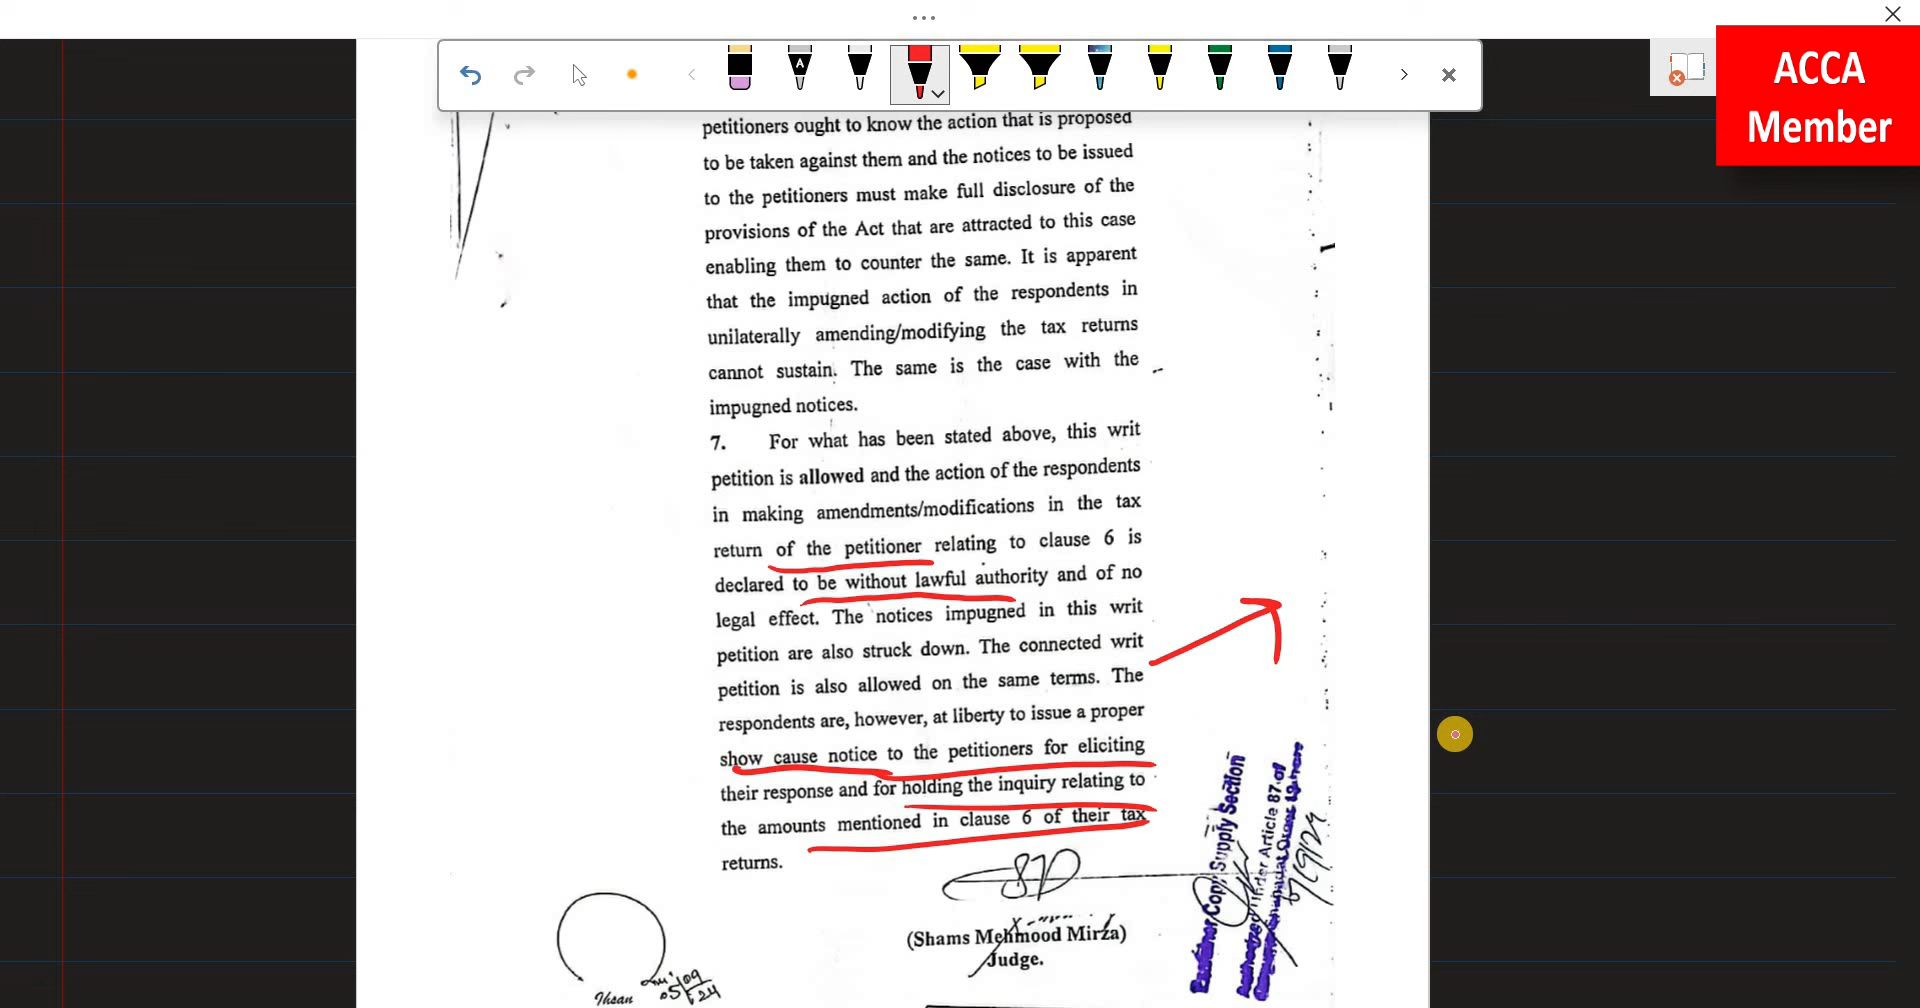 ACCA
Member
A
petitioners ought to know the action that is proposed
to be taken against them and the notices to be issued
to the petitioners must make full disclosure of the
provisions of the Act that are attracted to this case
enabling them to counter the same. It is apparent
that the impugned action of the respondents in
unilaterally amending/modifying the tax returns
cannot sustain. The same is the case with the
impugned notices.
7. For what has been stated above, this writ
petition is allowed and the action of the respondents
in making amendments/modifications in the tax
return of the petitioner relating to clause 6 is
declared to be without lawful authority and of no
legal effect. The notices impugned in this writ
petition are also struck down. The connected writ
petition is also allowed on the same terms. The
respondents are, however, at liberty to issue a proper
show cause notice to the petitioners for eliciting
their response and for holding the inquiry relating to
the amounts mentioned in clause 6 of their tax
returns.
(Shams Mehmood Mirza)
Judge.
Copy Supply Section
Under Article 87 of
Ihsan
05/09/24